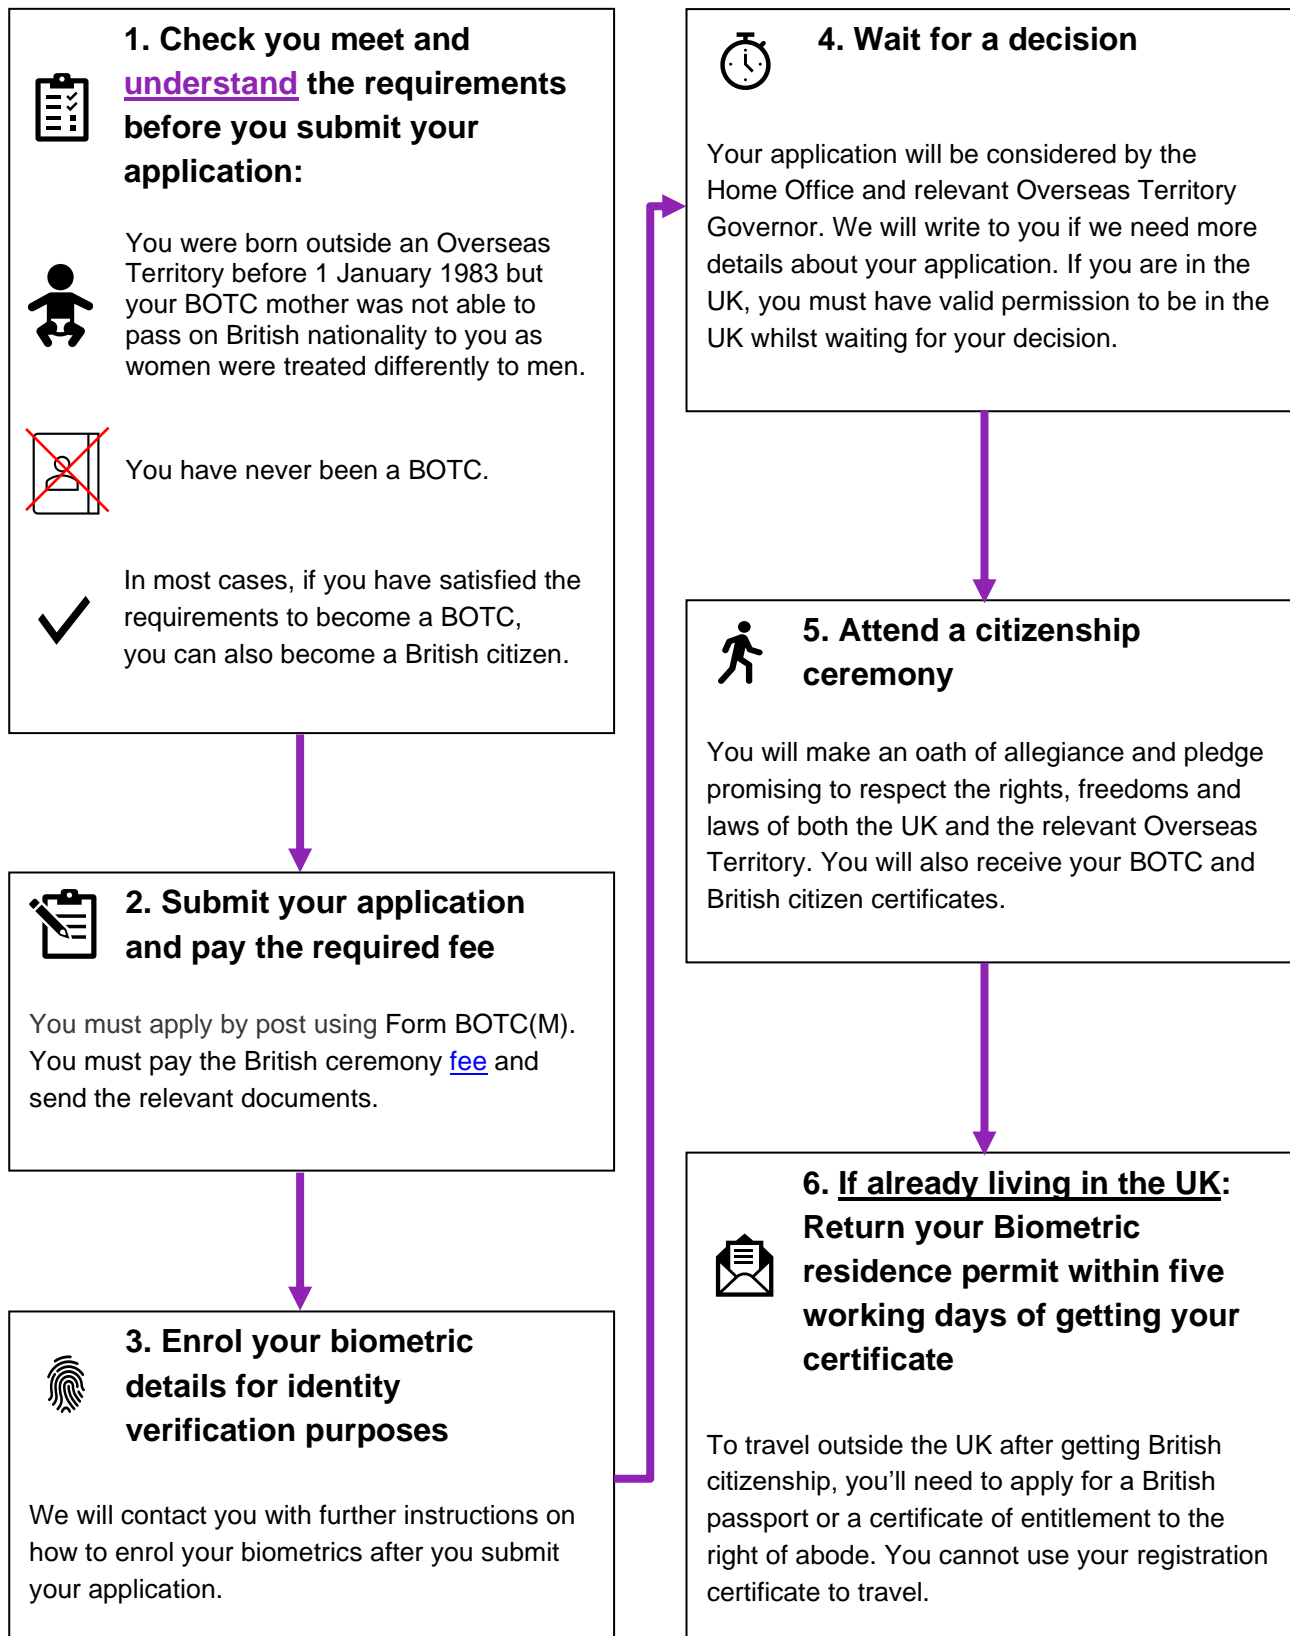 1. Check you meet and
understand the requirements
before you submit your
application:
You were born outside an Overseas
Territory before 1 January 1983 but
your BOTC mother was not able to
pass on British nationality to you as
women were treated differently to men.
You have never been a BOTC.
In most cases, if you have satisfied the
requirements to become a BOTC,
you can also become a British citizen.
2. Submit your application
and pay the required fee
You must apply by post using Form BOTC(M).
You must pay the British ceremony fee and
send the relevant documents.
3. Enrol your biometric
details for identity
verification purposes
We will contact you with further instructions on
how to enrol your biometrics after you submit
your application.
4. Wait for a decision
Your application will be considered by the
Home Office and relevant Overseas Territory
Governor. We will write to you if we need more
details about your application. If you are in the
UK, you must have valid permission to be in the
UK whilst waiting for your decision.
5. Attend a citizenship
ceremony
You will make an oath of allegiance and pledge
promising to respect the rights, freedoms and
laws of both the UK and the relevant Overseas
Territory. You will also receive your BOTC and
British citizen certificates.
6. If already living in the UK:
Return your Biometric
residence permit within five
working days of getting your
certificate
To travel outside the UK after getting British
citizenship, you’ll need to apply for a British
passport or a certificate of entitlement to the
right of abode. You cannot use your registration
certificate to travel.